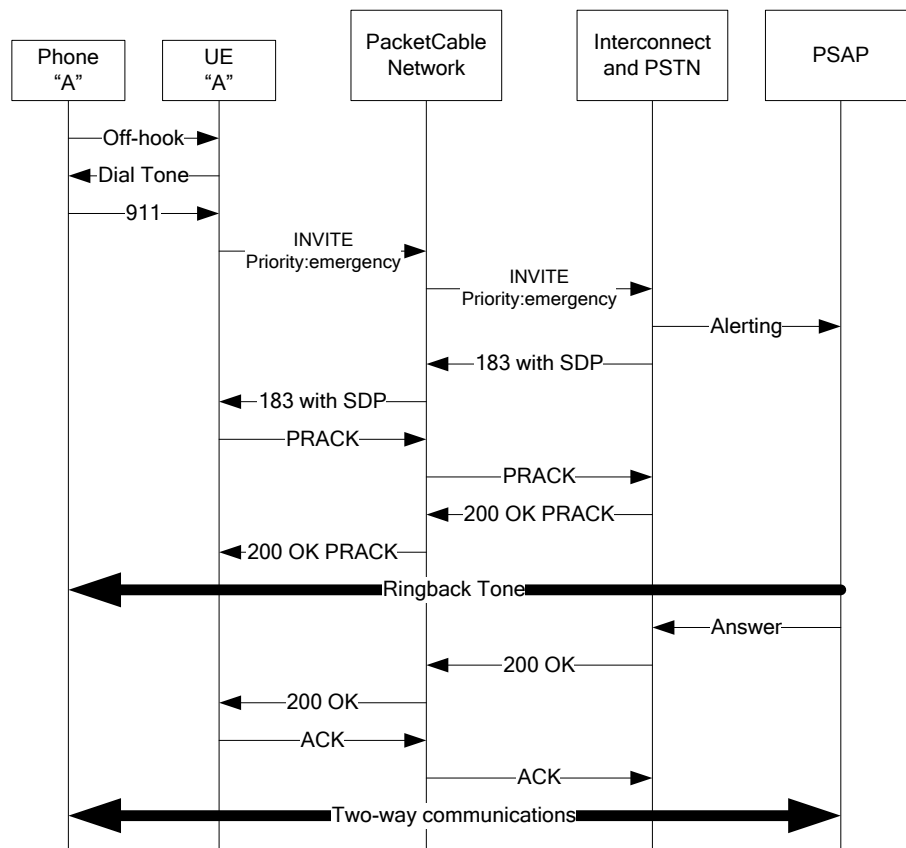 Phone
“A”
UE
“A”
PacketCable
Network
Interconnect
and PSTN
PSAP
Off-hook
Dial Tone
911
INVITE
Priority:emergency
INVITE
Priority:emergency
Alerting
183 with SDP
183 with SDP
PRACK
PRACK
200 OK PRACK
200 OK PRACK
Ringback Tone
Answer
200 OK
200 OK
ACK
ACK
Two-way communications